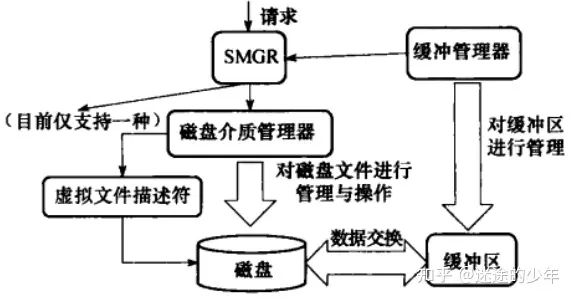 请求
SMGR
缓冲管理器
(目前仅支持一种)
磁盘介质管理器
对缓冲区
进行管理
对磁盘文件进行
管理与操作
虚拟文件描述符
数据交换
磁盘
缓冲区
知乎 @迷途的少年